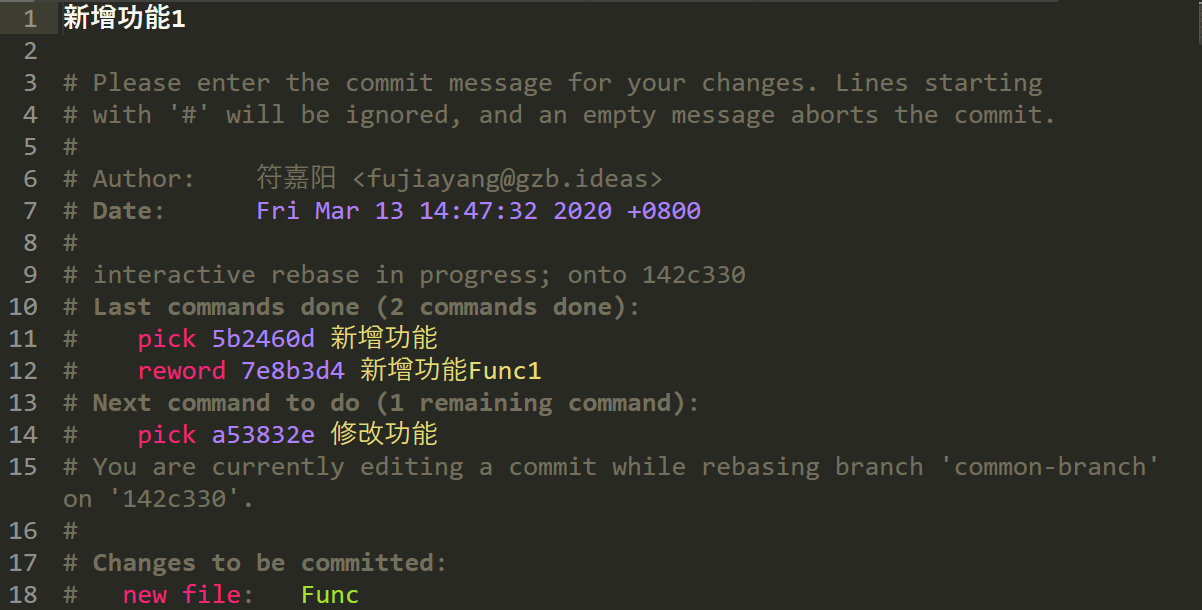 1 新增功能1
2
3 # Please enter the commit message for your changes. Lines starting
4 # with '#' will be ignored, and an empty message aborts the commit.
5 #
6 # Author:    符嘉阳 <fujiayang@gzb.ideas>
7 # Date:      Fri Mar 13 14:47:32 2020 +0800
8 #
9 # interactive rebase in progress; onto 142c330
10 # Last commands done (2 commands done):
11 #    pick 5b2460d 新增功能
12 #    reword 7e8b3d4 新增功能Func1
13 # Next command to do (1 remaining command):
14 #    pick a53832e 修改功能
15 # You are currently editing a commit while rebasing branch 'common-branch'
on '142c330'.
16 #
17 # Changes to be committed:
18 #   new file:   Func